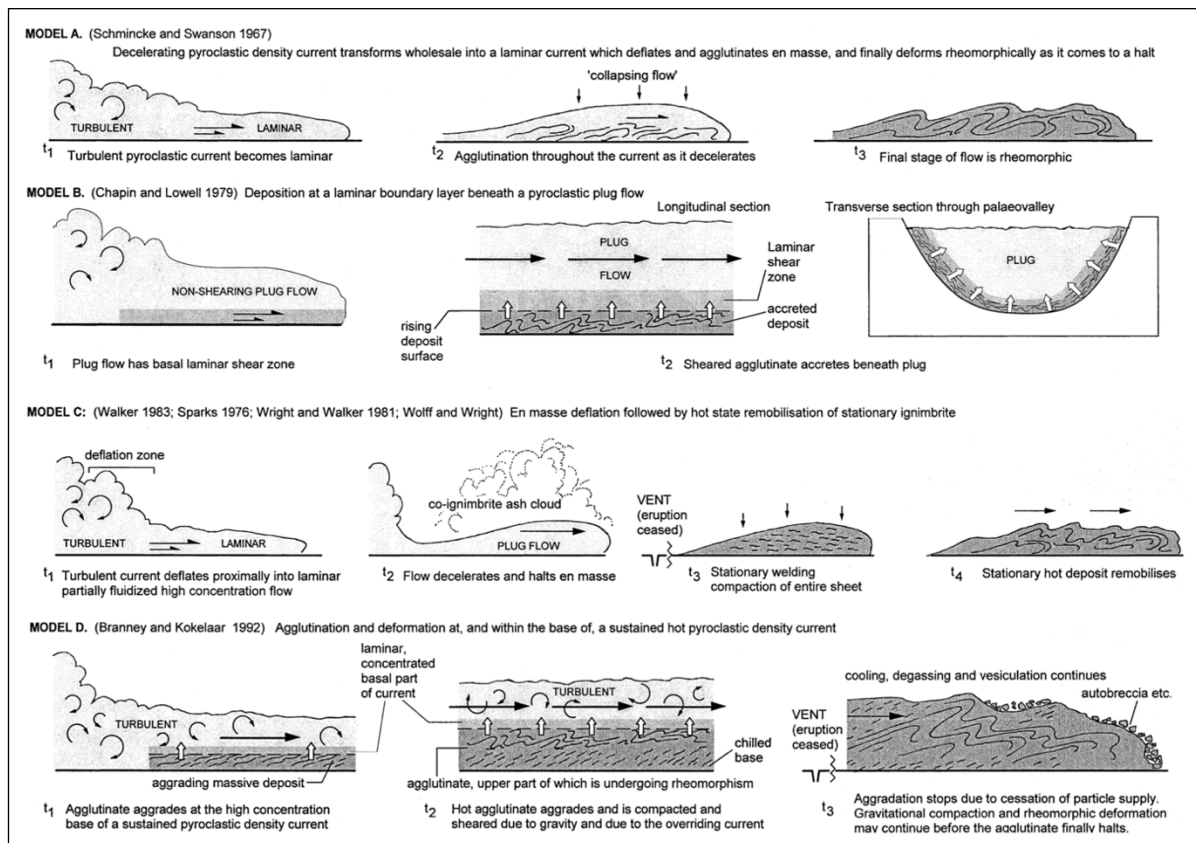 MODEL A. (Schmincke and Swanson 1967)
Decelerating pyroclastic density current transforms wholesale into a laminar current which deflates and agglutinates en masse, and finally deforms rheomorphically as it comes to a halt
'collapsing flow'
TURBULENT
LAMINAR
t1 Turbulent pyroclastic current becomes laminar
t2 Agglutination throughout the current as it decelerates
t3 Final stage of flow is rheomorphic
MODEL B. (Chapin and Lowell 1979) Deposition at a laminar boundary layer beneath a pyroclastic plug flow
Longitudinal section
Transverse section through palaeovalley
NON-SHEARING PLUG FLOW
PLUG
FLOW
Laminar
shear
zone
rising
deposit
surface
accreted
deposit
PLUG
t1 Plug flow has basal laminar shear zone
t2 Sheared agglutinate accretes beneath plug
MODEL C: (Walker 1983; Sparks 1976; Wright and Walker 1981; Wolff and Wright) En masse deflation followed by hot state remobilisation of stationary ignimbrite
deflation zone
TURBULENT
LAMINAR
co-ignimbrite ash cloud
PLUG FLOW
VENT
(eruption
ceased)
t1 Turbulent current deflates proximally into laminar
partially fluidized high concentration flow
t2 Flow decelerates and halts en masse
t3 Stationary welding
compaction of entire sheet
t4 Stationary hot deposit remobilises
MODEL D. (Branney and Kokelaar 1992) Agglutination and deformation at, and within the base of, a sustained hot pyroclastic density current
laminar,
concentrated
basal part
of current
TURBULENT
aggrading massive deposit
TURBULENT
chilled
base
agglutinate, upper part of which is undergoing rheomorphism
cooling, degassing and vesiculation continues
autobreccia etc.
VENT
(eruption
ceased)
t1 Agglutinate aggrades at the high concentration
base of a sustained pyroclastic density current
t2 Hot agglutinate aggrades and is compacted and
sheared due to gravity and due to the overriding current
t3 Aggradation stops due to cessation of particle supply.
Gravitational compaction and rheomorphic deformation
may continue before the agglutinate finally halts.